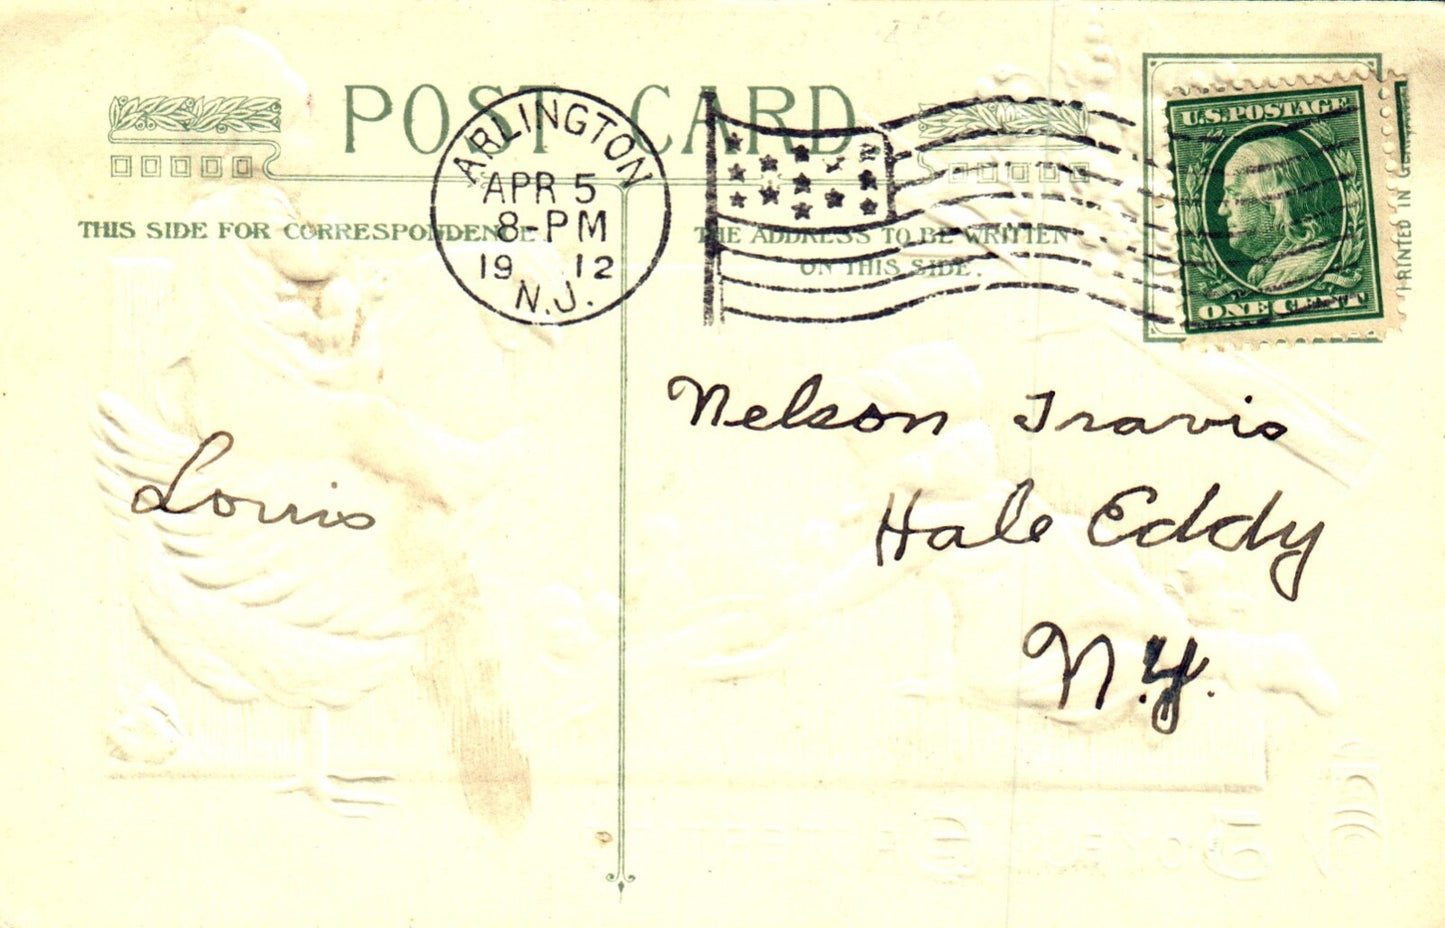 POST CARD
ARLINGTON
APR 5
8-PM
19 12
N.J.
U.S. POSTAGE
ONE CENT
PRINTED IN
THIS SIDE FOR CORRESPONDENCE.
THE ADDRESS TO BE WRITTEN
ON THIS SIDE.
Louis
Nelson Travis
Hale Eddy
N.Y.